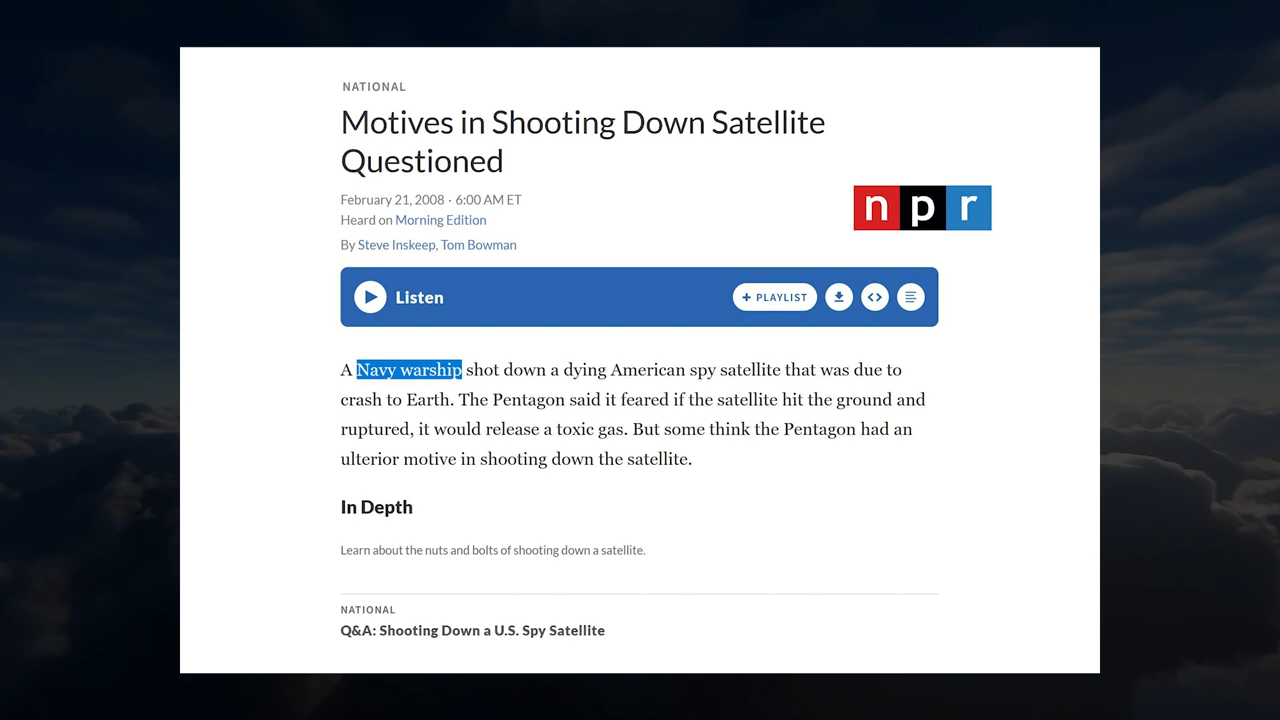 NATIONAL
Motives in Shooting Down Satellite
Questioned
February 21, 2008 · 6:00 AM ET
Heard on Morning Edition
By Steve Inskeep, Tom Bowman
npr
Listen
+ PLAYLIST
A Navy warship shot down a dying American spy satellite that was due to
crash to Earth. The Pentagon said it feared if the satellite hit the ground and
ruptured, it would release a toxic gas. But some think the Pentagon had an
ulterior motive in shooting down the satellite.
In Depth
Learn about the nuts and bolts of shooting down a satellite.
NATIONAL
Q&A: Shooting Down a U.S. Spy Satellite